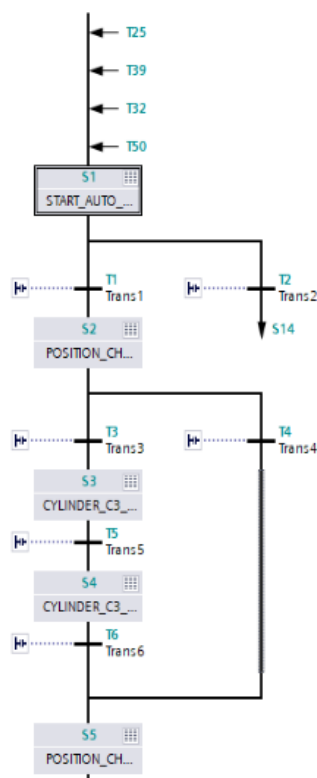 T25
T39
T32
T50
S1
START_AUTO_...
T1
Trans1
T2
Trans2
S2
POSITION_CH...
S14
T3
Trans3
T4
Trans4
S3
CYLINDER_C3_...
T5
Trans5
S4
CYLINDER_C3_...
T6
Trans6
S5
POSITION_CH...